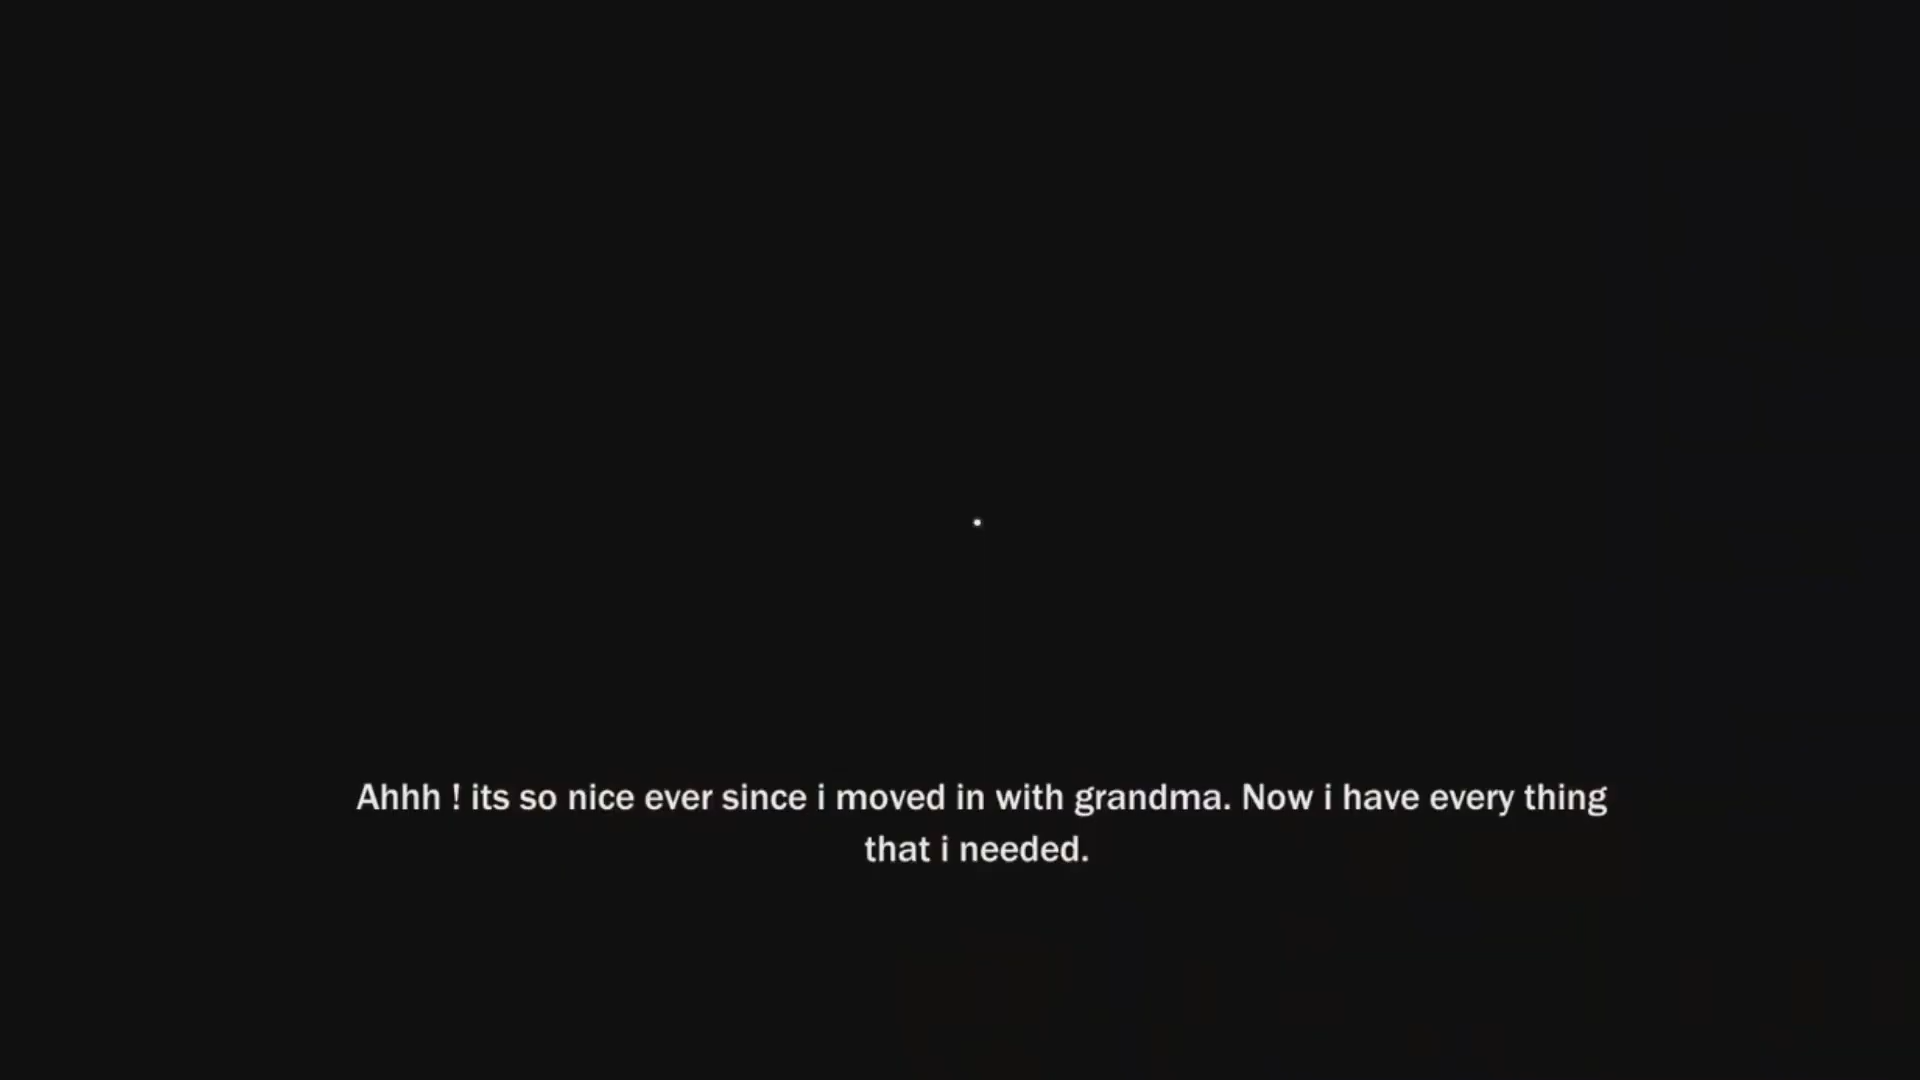 Ahhh ! its so nice ever since i moved in with grandma. Now i have every thing
that i needed.